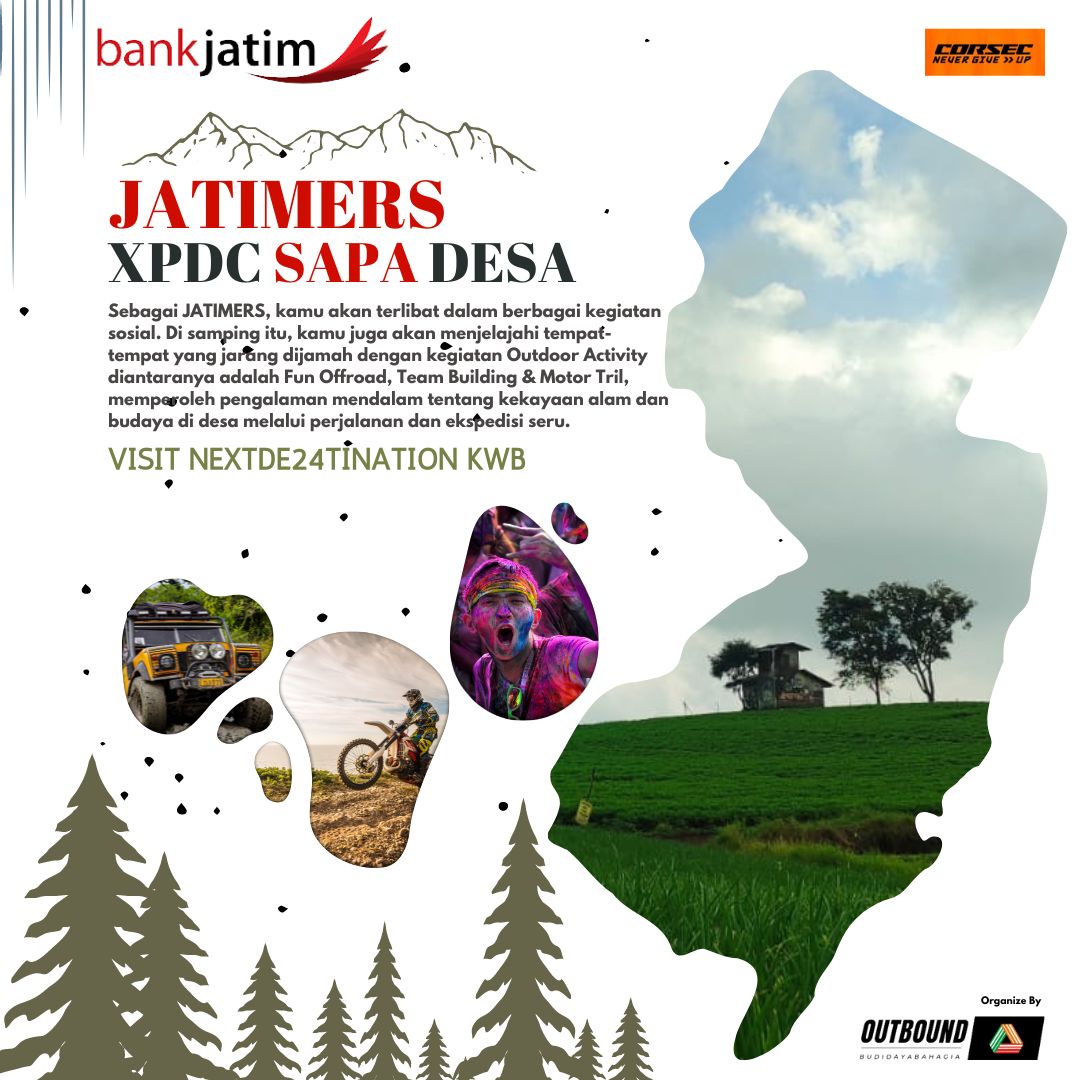 bankjatim
CORSEC
NEVER GIVE >> UP
JATIMERS
XPDC SAPA DESA
Sebagai JATIMERS, kamu akan terlibat dalam berbagai kegiatan
sosial. Di samping itu, kamu juga akan menjelajahi tempat-
tempat yang jarang dijamah dengan kegiatan Outdoor Activity
diantaranya adalah Fun Offroad, Team Building & Motor Tril,
memperoleh pengalaman mendalam tentang kekayaan alam dan
budaya di desa melalui perjalanan dan ekspedisi seru.
VISIT NEXTDE24TINATION KWB
Organize By
OUTBOUND
BUDIDAYABAHAGIA